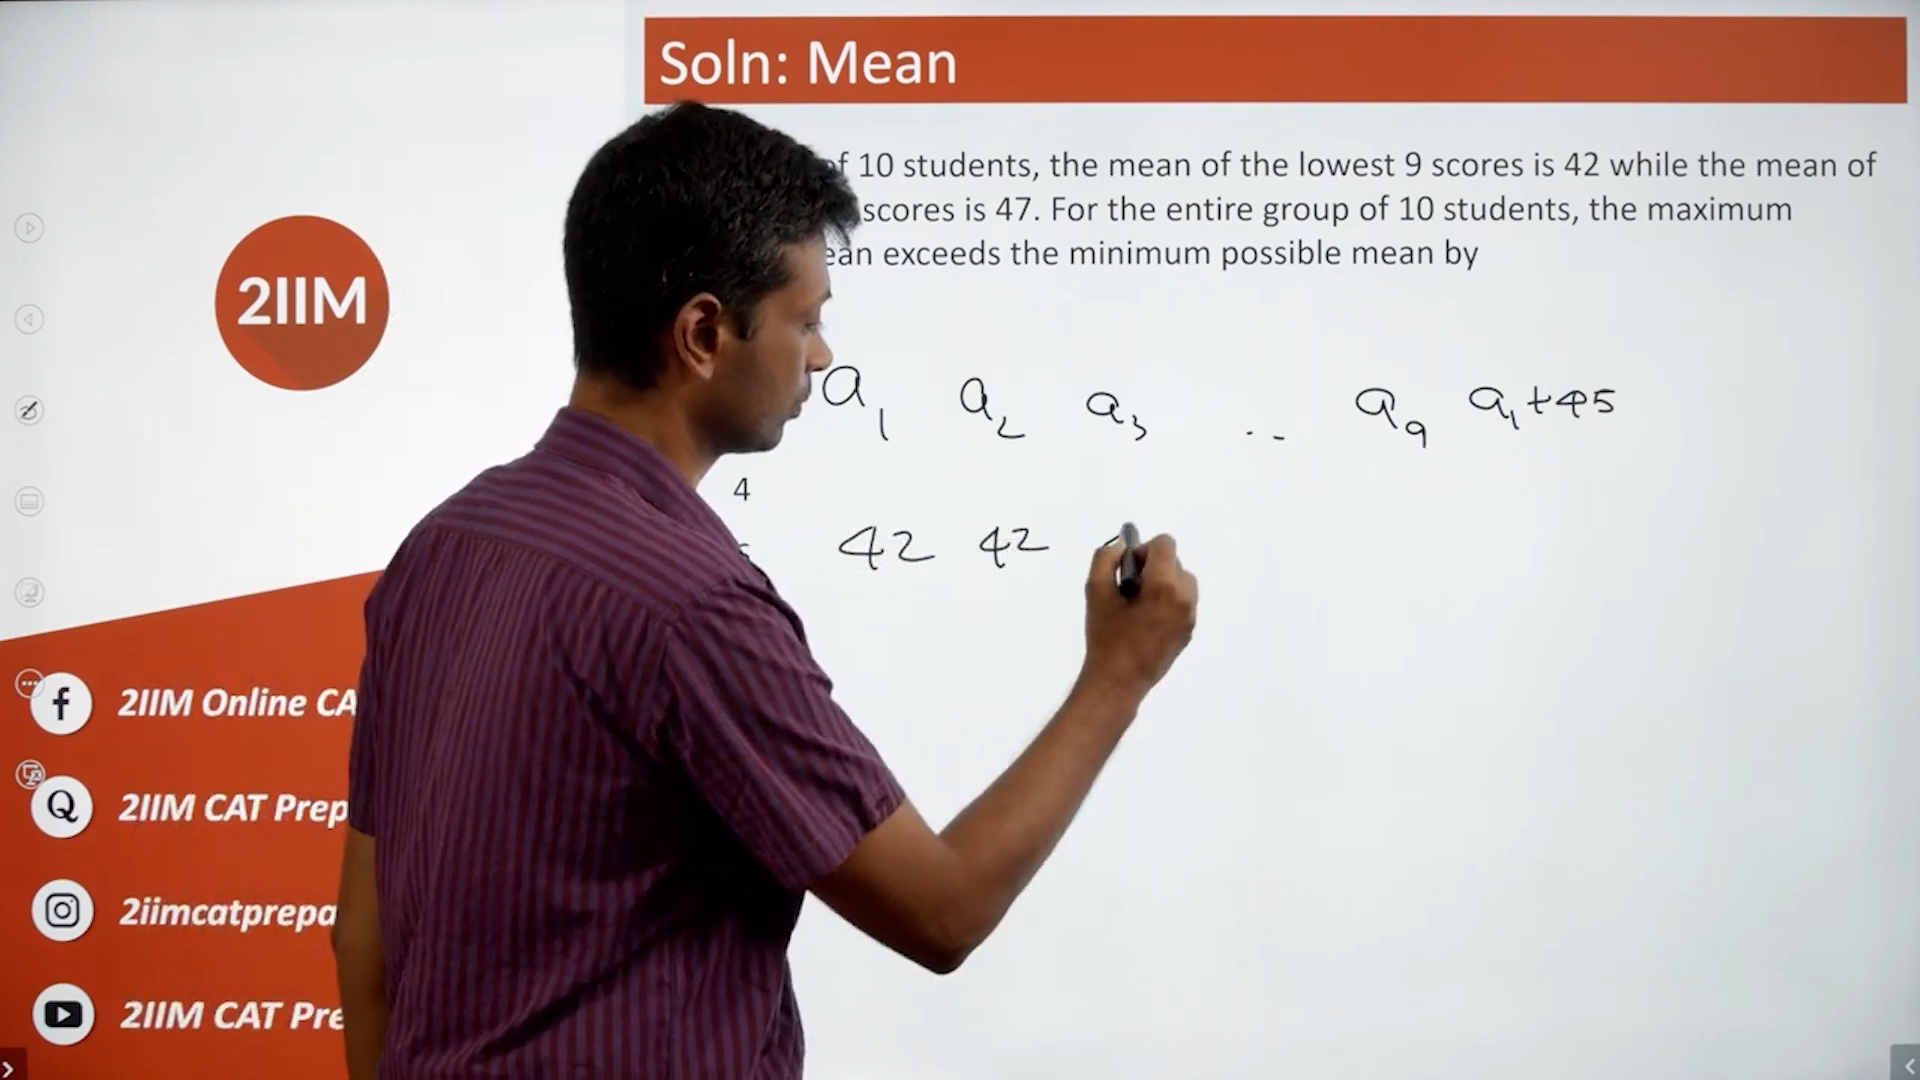 Soln: Mean
of 10 students, the mean of the lowest 9 scores is 42 while the mean of
scores is 47. For the entire group of 10 students, the maximum
mean exceeds the minimum possible mean by
2IIM
a₁ a₂ a₃ .. a₉ a₁+45
4
42 42
2IIM Online CA
2IIM CAT Prep
2iimcatprepa
2IIM CAT Pre